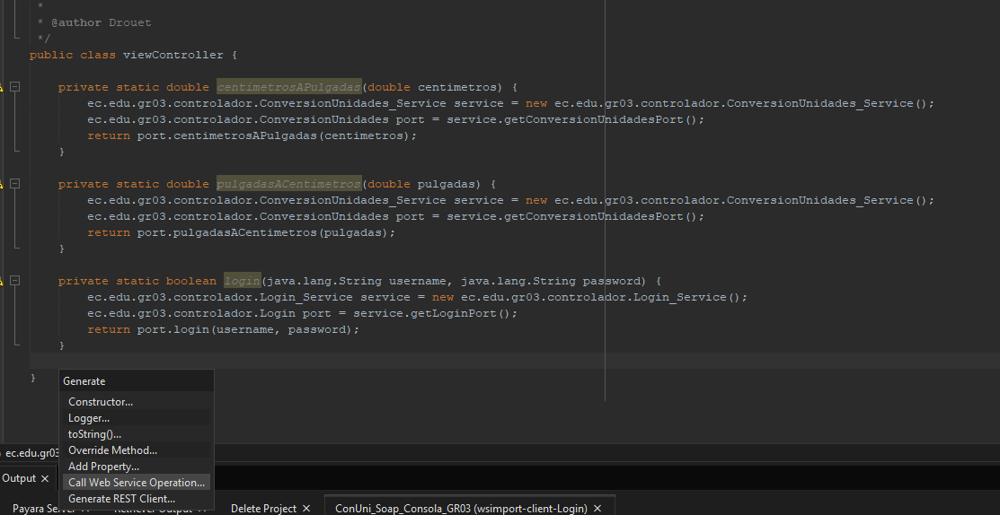 *
* @author Drouet
*/
public class viewController {
private static double centimetrosAPulgadas(double centimetros) {
ec.edu.gr03.controlador.ConversionUnidades_Service service = new ec.edu.gr03.controlador.ConversionUnidades_Service();
ec.edu.gr03.controlador.ConversionUnidades port = service.getConversionUnidadesPort();
return port.centimetrosAPulgadas(centimetros);
}
private static double pulgadasACentimetros(double pulgadas) {
ec.edu.gr03.controlador.ConversionUnidades_Service service = new ec.edu.gr03.controlador.ConversionUnidades_Service();
ec.edu.gr03.controlador.ConversionUnidades port = service.getConversionUnidadesPort();
return port.pulgadasACentimetros(pulgadas);
}
private static boolean login(java.lang.String username, java.lang.String password) {
ec.edu.gr03.controlador.Login_Service service = new ec.edu.gr03.controlador.Login_Service();
ec.edu.gr03.controlador.Login port = service.getLoginPort();
return port.login(username, password);
}
}
Generate
Constructor...
Logger...
toString()...
Override Method...
Add Property...
Call Web Service Operation...
Generate REST Client...
ec.edu.gr03
Output
Payara Output Delete Project ConUni_Soap_Consola_GR03 (wsimport-client-Login)